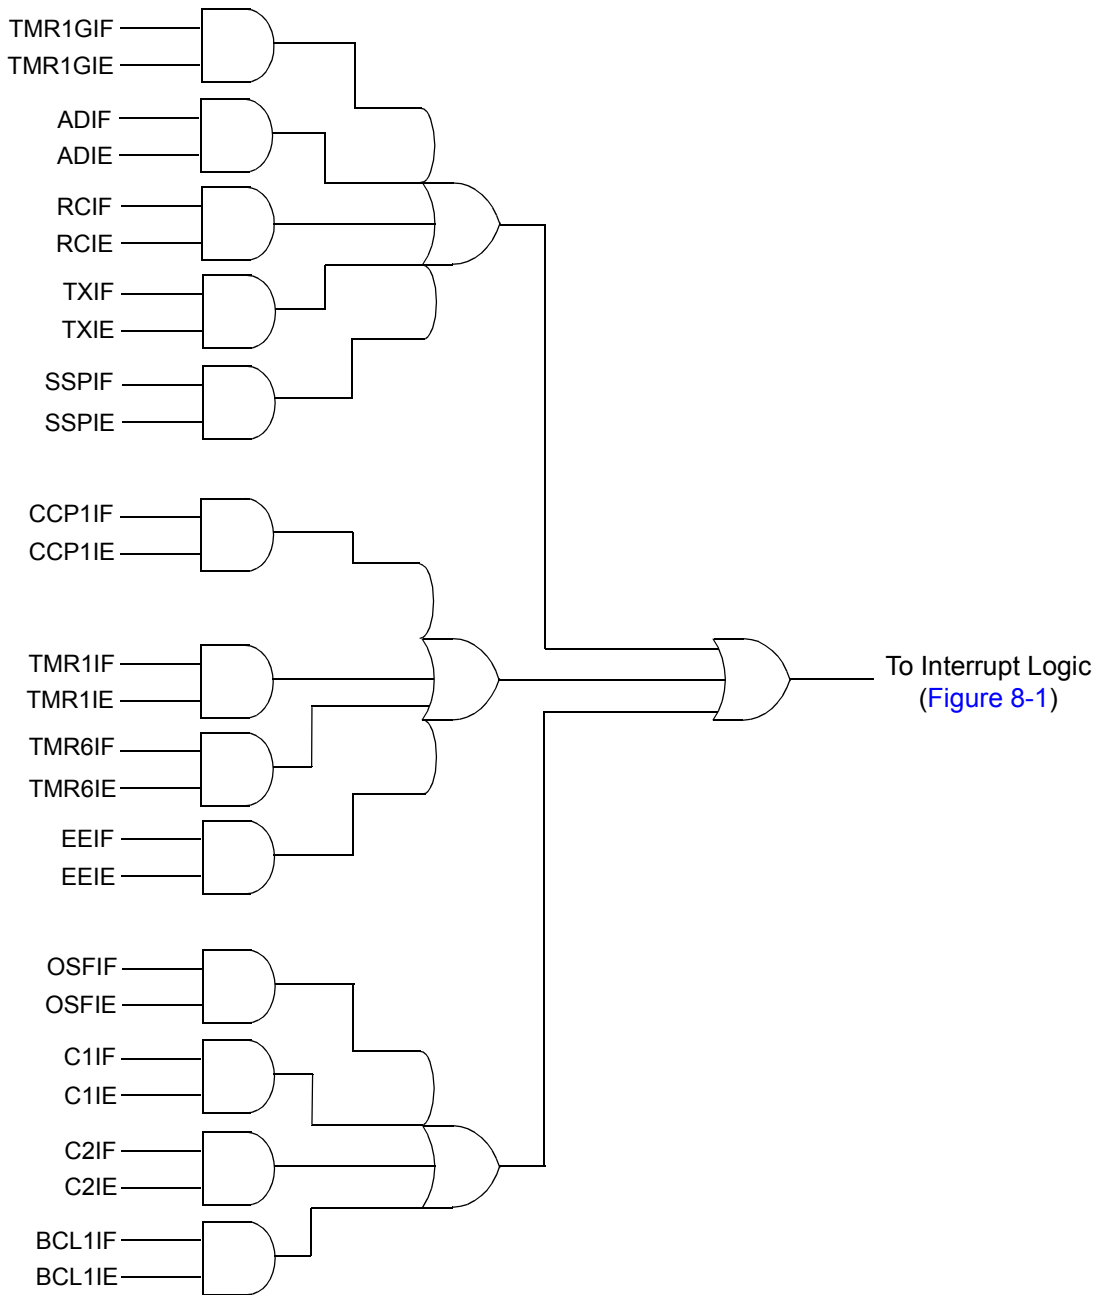 TMR1GIF
TMR1GIE
ADIF
ADIE
RCIF
RCIE
TXIF
TXIE
SSPIF
SSPIE
CCP1IF
CCP1IE
TMR1IF
TMR1IE
TMR6IF
TMR6IE
EEIF
EEIE
To Interrupt Logic
(Figure 8-1)
OSFIF
OSFIE
C1IF
C1IE
C2IF
C2IE
BCL1IF
BCL1IE